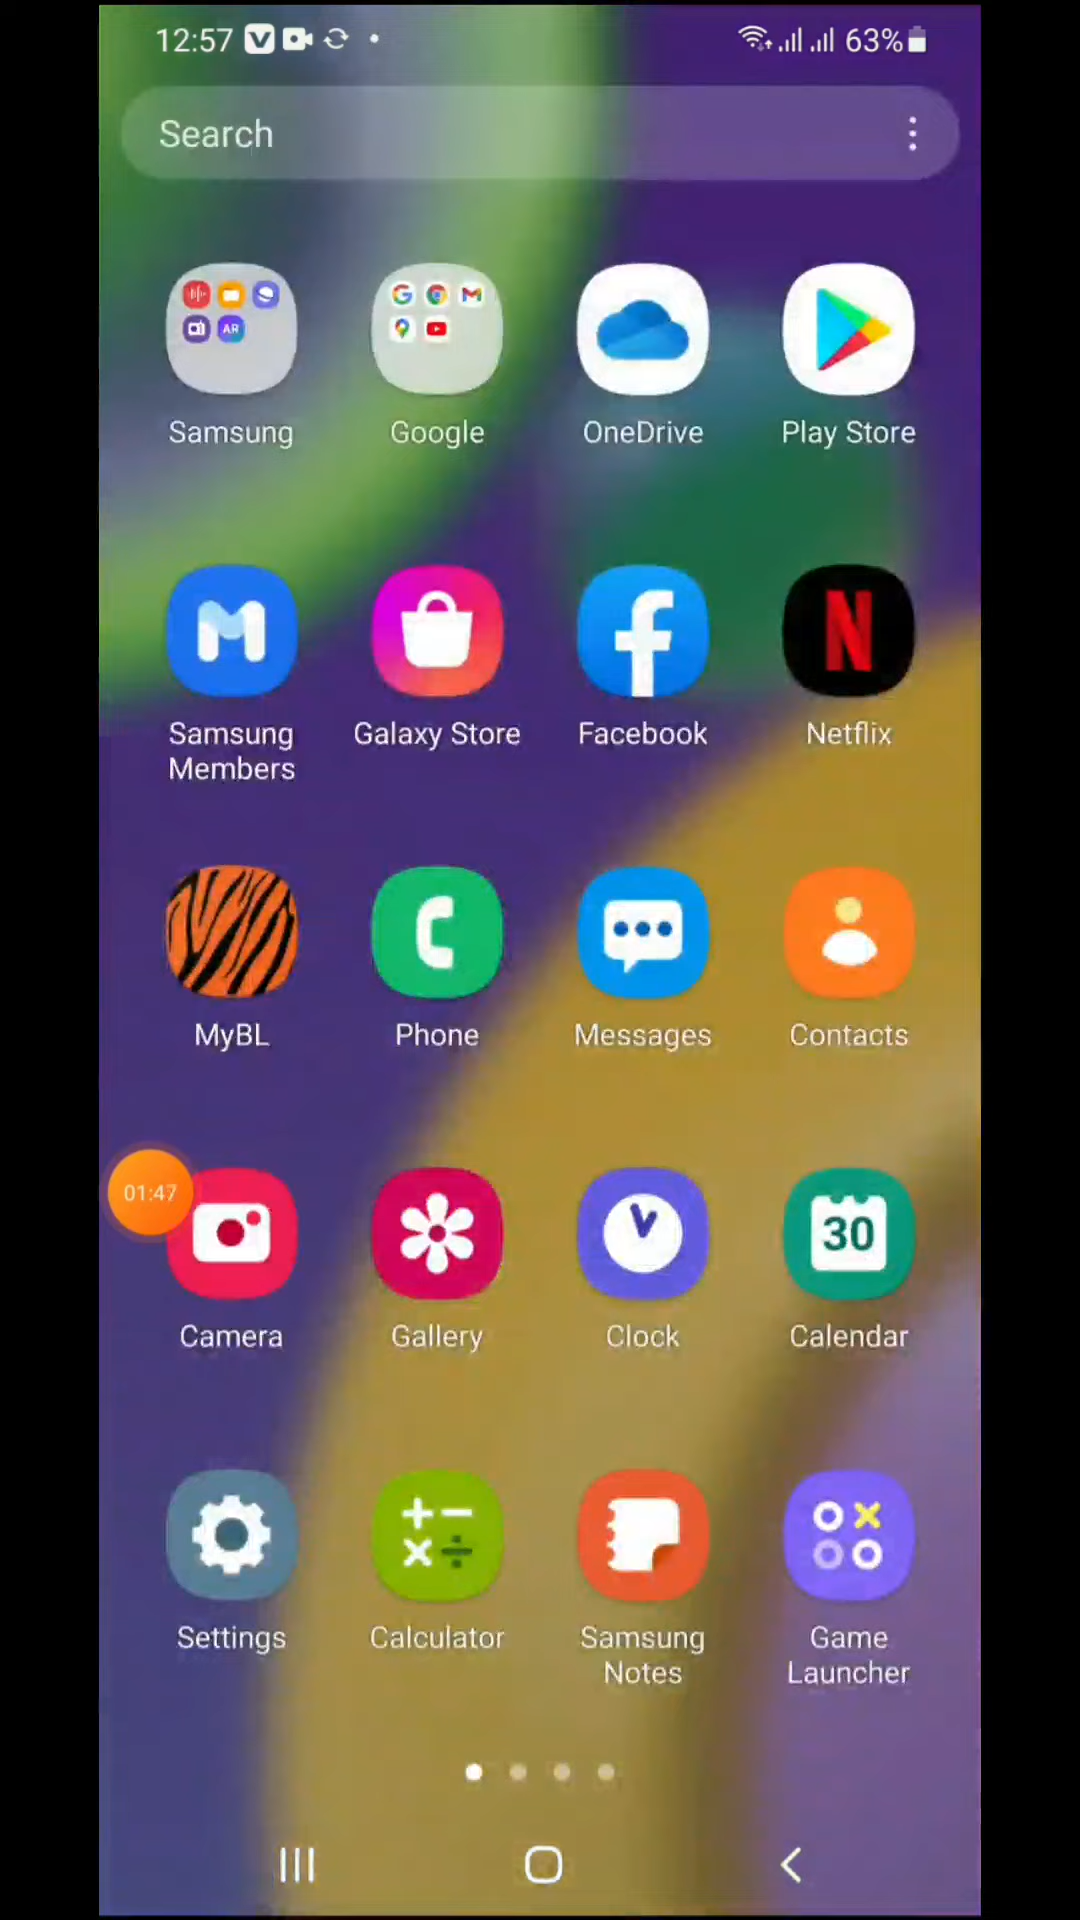 12:57 63%
Search
AR
Samsung Google OneDrive Play Store
N
Samsung Members Galaxy Store Facebook Netflix
MyBL Phone Messages Contacts
01:47
30
Camera Gallery Clock Calendar
Settings Calculator Samsung Notes Game Launcher